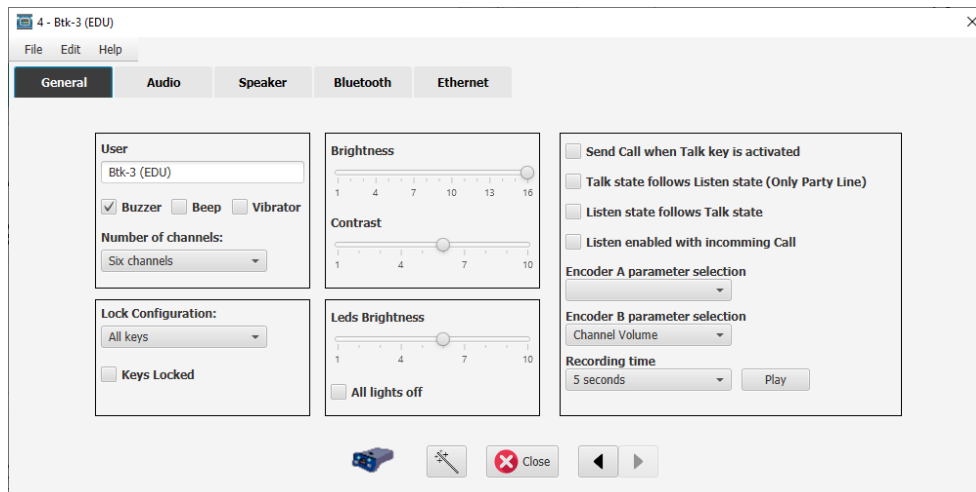 4 - Btk-3 (EDU)
File Edit Help
General Audio Speaker Bluetooth Ethernet
User
Btk-3 (EDU)
Buzzer Beep Vibrator
Number of channels:
Six channels
Lock Configuration:
All keys
Keys Locked
Brightness
1 4 7 10 13 16
Contrast
1 4 7 10
Leds Brightness
1 4 7 10
All lights off
Send Call when Talk key is activated
Talk state follows Listen state (Only Party Line)
Listen state follows Talk state
Listen enabled with incomming Call
Encoder A parameter selection
Encoder B parameter selection
Channel Volume
Recording time
5 seconds Play
Close